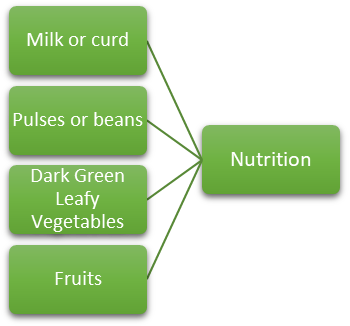 Milk or curd
Pulses or beans
Dark Green
Leafy
Vegetables
Fruits
Nutrition